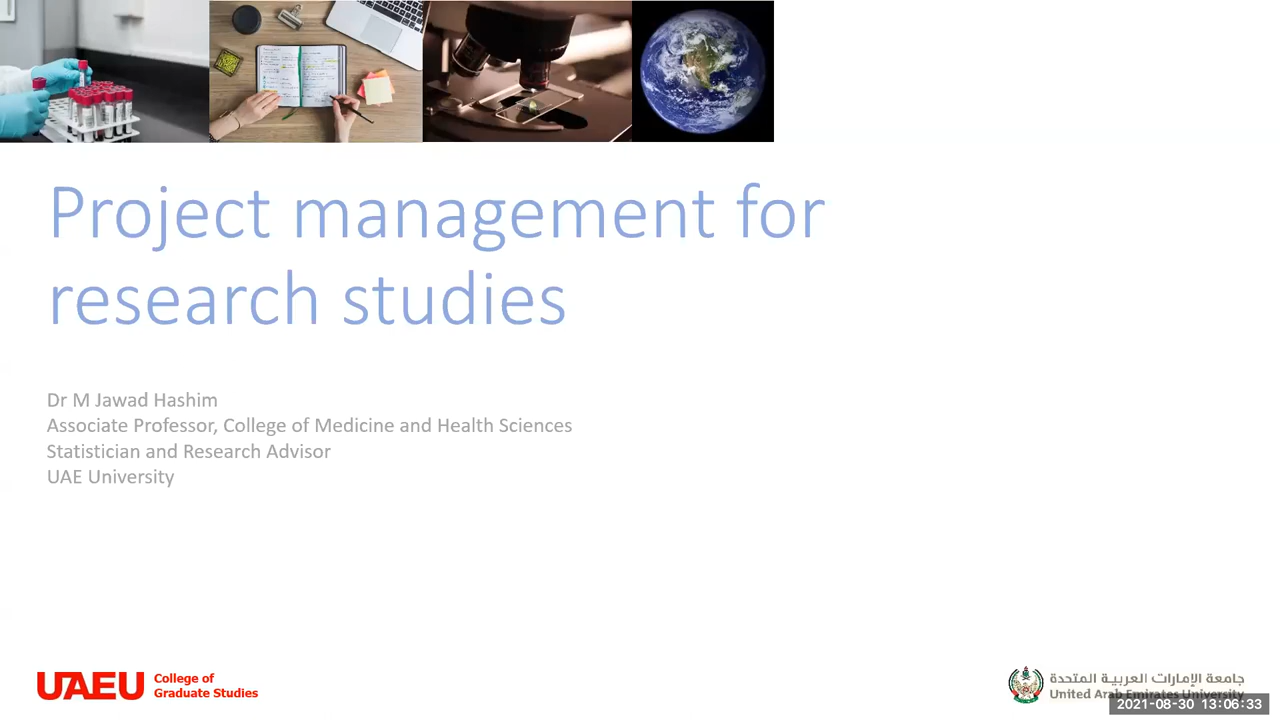 Project management for
research studies
Dr M Jawad Hashim
Associate Professor, College of Medicine and Health Sciences
Statistician and Research Advisor
UAE University
UAEU
College of
Graduate Studies
جامعة الإمارات العربية المتحدة
United Arab Emirates University
2021-08-30 13:06:33